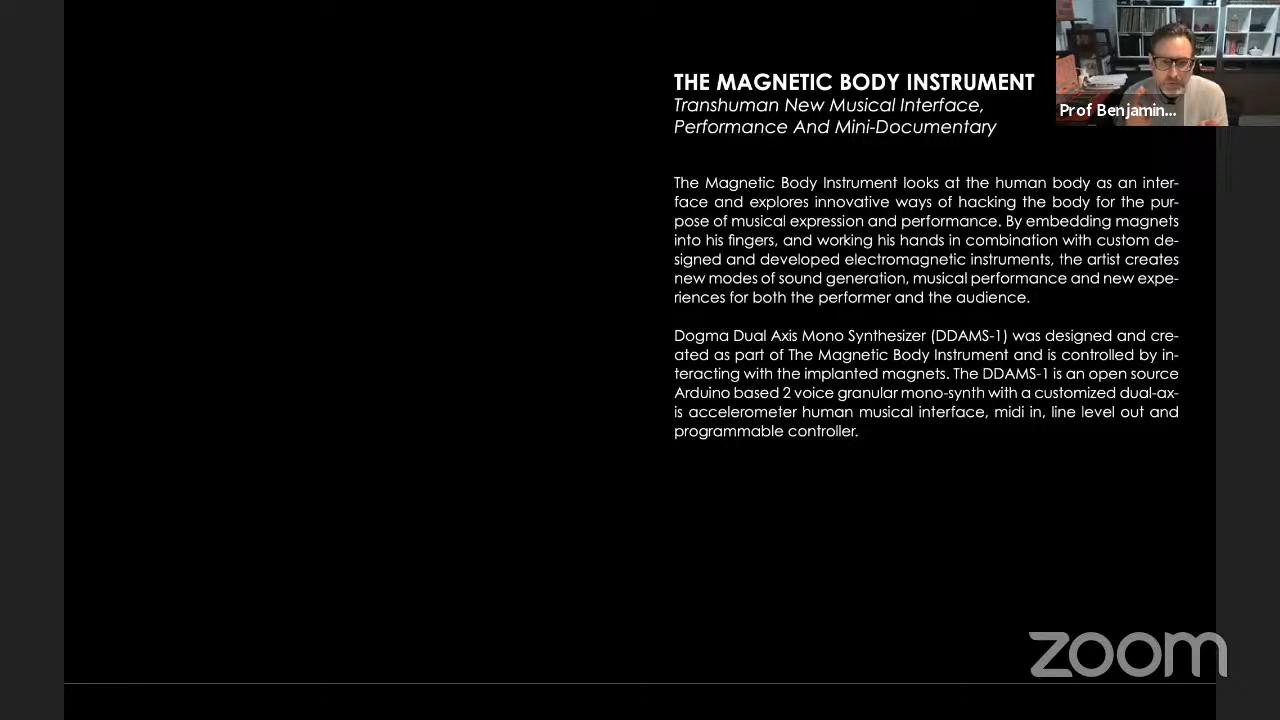 THE MAGNETIC BODY INSTRUMENT
Transhuman New Musical Interface,
Performance And Mini-Documentary
Prof Benjamin...
The Magnetic Body Instrument looks at the human body as an inter-
face and explores innovative ways of hacking the body for the pur-
pose of musical expression and performance. By embedding magnets
into his fingers, and working his hands in combination with custom de-
signed and developed electromagnetic instruments, the artist creates
new modes of sound generation, musical performance and new expe-
riences for both the performer and the audience.
Dogma Dual Axis Mono Synthesizer (DDAMS-1) was designed and cre-
ated as part of The Magnetic Body Instrument and is controlled by in-
teracting with the implanted magnets. The DDAMS-1 is an open source
Arduino based 2 voice granular mono-synth with a customized dual-ax-
is accelerometer human musical interface, midi in, line level out and
programmable controller.
zoom